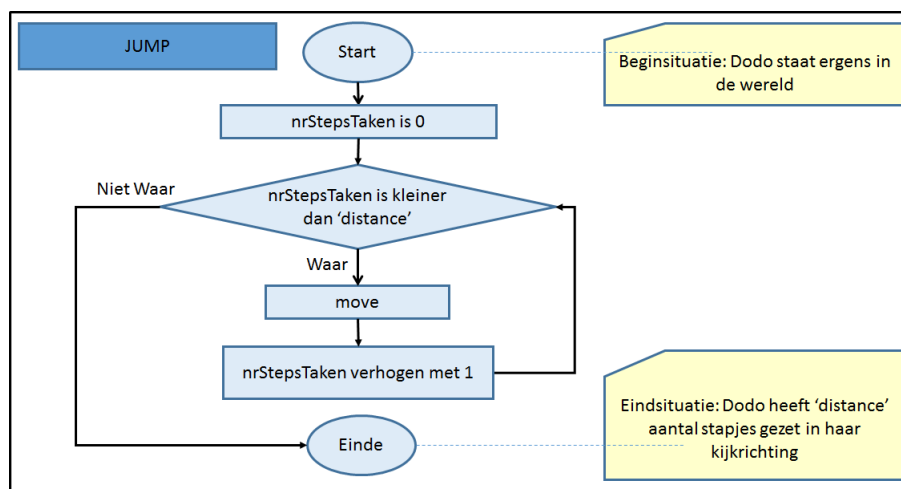 JUMP
Start
Beginsituatie: Dodo staat ergens in
de wereld
nrStepsTaken is 0
Niet Waar
nrStepsTaken is kleiner
dan ‘distance’
Waar
move
nrStepsTaken verhogen met 1
Einde
Eindsituatie: Dodo heeft ‘distance’
aantal stapjes gezet in haar
kijkrichting